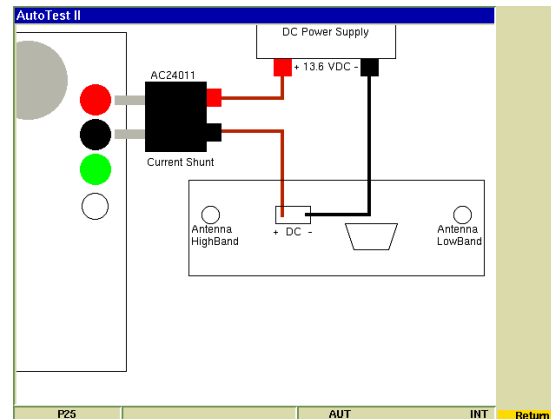 AutoTest II
DC Power Supply
+ 13.6 VDC -
AC24011
Current Shunt
Antenna
HighBand
+ DC -
Antenna
LowBand
P25
AUT
INT
Return